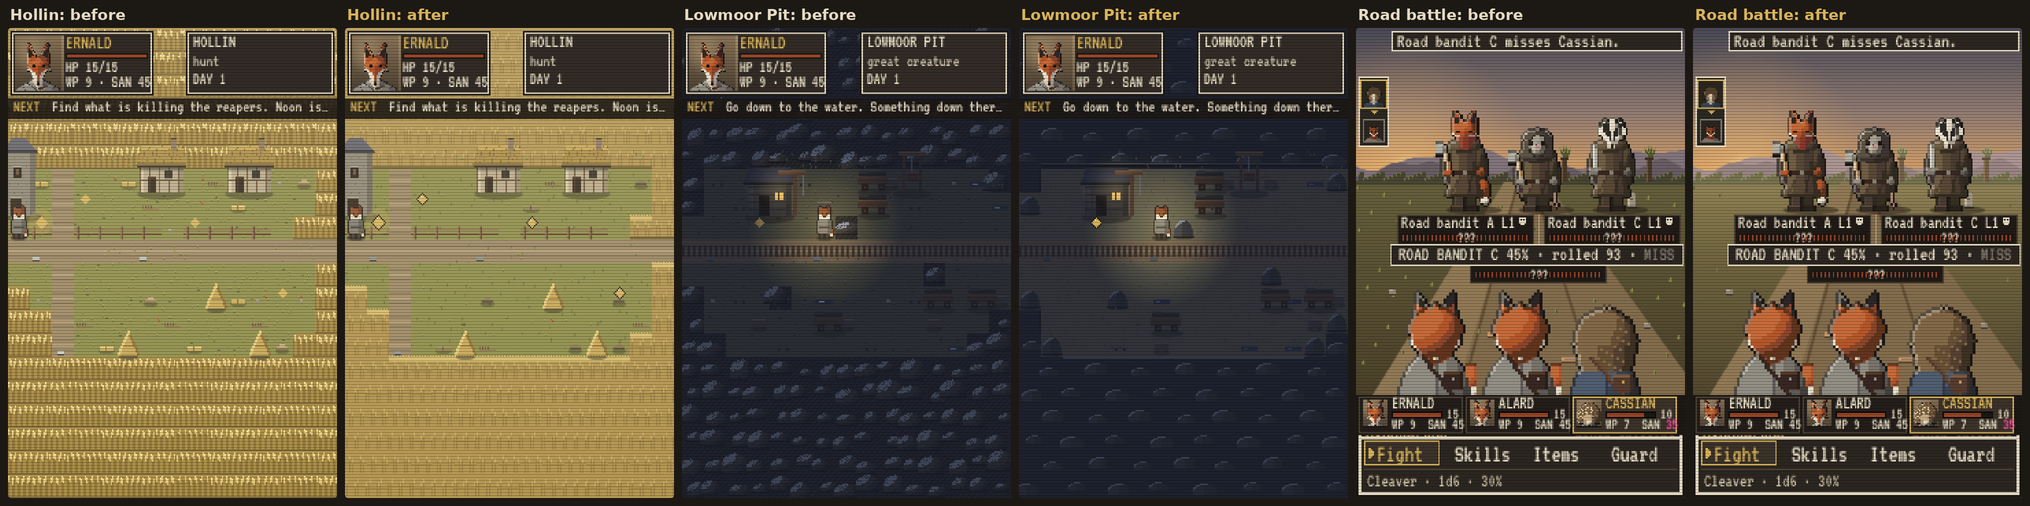 Hollin: before
ERNALD
HP 15/15
WP 9 · SAN 45
HOLLIN
hunt
DAY 1
NEXT Find what is killing the reapers. Noon is…
Hollin: after
ERNALD
HP 15/15
WP 9 · SAN 45
HOLLIN
hunt
DAY 1
NEXT Find what is killing the reapers. Noon is…
Lowmoor Pit: before
ERNALD
HP 15/15
WP 9 · SAN 45
LOWMOOR PIT
great creature
DAY 1
NEXT Go down to the water. Something down ther…
Lowmoor Pit: after
ERNALD
HP 15/15
WP 9 · SAN 45
LOWMOOR PIT
great creature
DAY 1
NEXT Go down to the water. Something down ther…
Road battle: before
Road bandit C misses Cassian.
Road bandit A L1
???
Road bandit C L1
???
ROAD BANDIT C 45% · rolled 93 · MISS
???
ERNALD
15
WP 9 SAN 45
ALARD
15
WP 9 SAN 45
CASSIAN
10
WP 7 SAN 35
Fight Skills Items Guard
Cleaver · 1d6 · 30%
Road battle: after
Road bandit C misses Cassian.
Road bandit A L1
???
Road bandit C L1
???
ROAD BANDIT C 45% · rolled 93 · MISS
???
ERNALD
15
WP 9 SAN 45
ALARD
15
WP 9 SAN 45
CASSIAN
10
WP 7 SAN 35
Fight Skills Items Guard
Cleaver · 1d6 · 30%